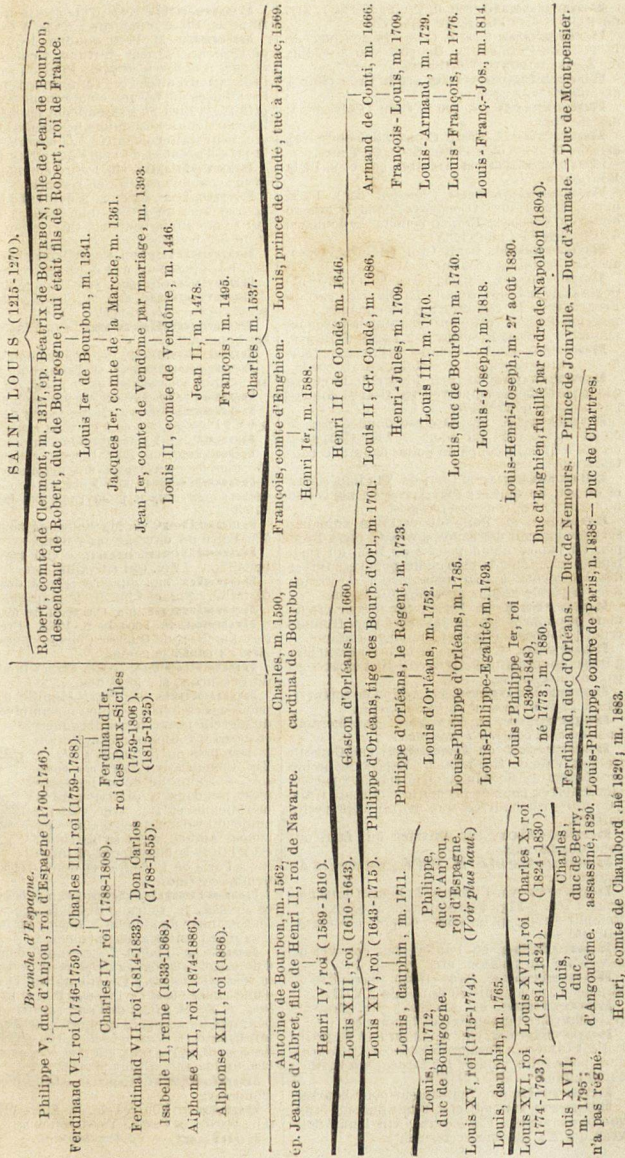 SAINT LOUIS (1215-1270).
Robert, comte de Clermont, m. 1317, ép. Béatrix de BOURBON, fille de Jean de Bourbon,
descendant de Robert, duc de Bourgogne, qui était fils de Robert, roi de France.
Louis Ier de Bourbon, m. 1341.
Jacques Ier, comte de la Marche, m. 1361.
Jean Ier, comte de Vendôme par mariage, m. 1393.
Louis II, comte de Vendôme, m. 1446.
Jean II, m. 1478.
François, m. 1495.
Charles, m. 1537.
Branche d'Espagne.
Philippe V, duc d'Anjou, roi d'Espagne (1700-1746).
Ferdinand VI, roi (1746-1759). Charles III, roi (1759-1788).
Charles IV, roi (1788-1808). Ferdinand Ier,
roi des Deux-Siciles
(1759-1806).
(1815-1825).
Ferdinand VII, roi (1814-1833). Don Carlos
(1788-1855).
Isabelle II, reine (1833-1868).
Alphonse XII, roi (1874-1886).
Alphonse XIII, roi (1886).
Antoine de Bourbon, m. 1562,
ép. Jeanne d'Albret, fille de Henri II, roi de Navarre.
Charles, m. 1590,
cardinal de Bourbon.
François, comte d'Enghien.
Louis, prince de Condé, tué à Jarnac, 1569.
Henri IV, roi (1589-1610).
Louis XIII, roi (1610-1643). Gaston d'Orléans. m. 1660.
Louis XIV, roi (1643-1715). Philippe d'Orléans, tige des Bourb. d'Orl., m. 1701.
Louis, dauphin, m. 1711.
Louis, m. 1712,
duc de Bourgogne.
Philippe,
duc d'Anjou,
roi d'Espagne.
(Voir plus haut.)
Louis XV, roi (1715-1774).
Louis, dauphin, m. 1765.
Louis XVI, roi
(1774-1793).
Louis XVIII, roi
(1814-1824).
Charles X, roi
(1824-1830).
Louis XVII,
m. 1795;
n'a pas régné.
Louis,
duc
d'Angoulême.
Charles,
duc de Berry,
assassiné, 1820.
Henri, comte de Chambord. né 1820; m. 1883.
Philippe d'Orléans, le Régent, m. 1723.
Louis d'Orléans, m. 1752.
Louis-Philippe d'Orléans, m. 1785.
Louis-Philippe-Egalité, m. 1793.
Louis-Philippe Ier, roi
(1830-1848),
né 1773, m. 1850.
Ferdinand, duc d'Orléans. — Duc de Nemours. — Prince de Joinville. — Duc d'Aumale. — Duc de Montpensier.
Louis-Philippe, comte de Paris, n. 1838. — Duc de Chartres.
Henri Ier, m. 1588.
Henri II de Condé, m. 1646.
Louis II, Gr. Condé, m. 1686.
Henri-Jules, m. 1709.
Louis III, m. 1710.
Louis, duc de Bourbon, m. 1740.
Louis-Joseph, m. 1818.
Louis-Henri-Joseph, m. 27 août 1830.
Duc d'Enghien, fusillé par ordre de Napoléon (1804).
Armand de Conti, m. 1666.
François-Louis, m. 1709.
Louis-Armand, m. 1729.
Louis-François, m. 1776.
Louis-Franç.-Jos., m. 1814.